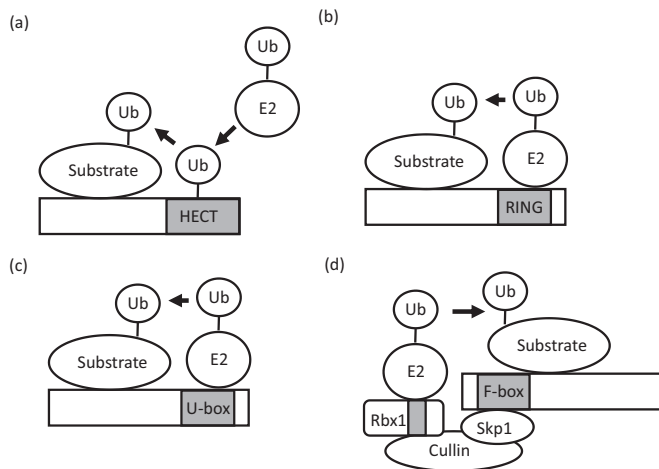 (a)
Ub
E2
Ub
Ub
Substrate
HECT
(b)
Ub
Ub
Substrate
E2
RING
(c)
Ub
Ub
Substrate
E2
U-box
(d)
Ub
Ub
E2
Substrate
F-box
Rbx1
Skp1
Cullin